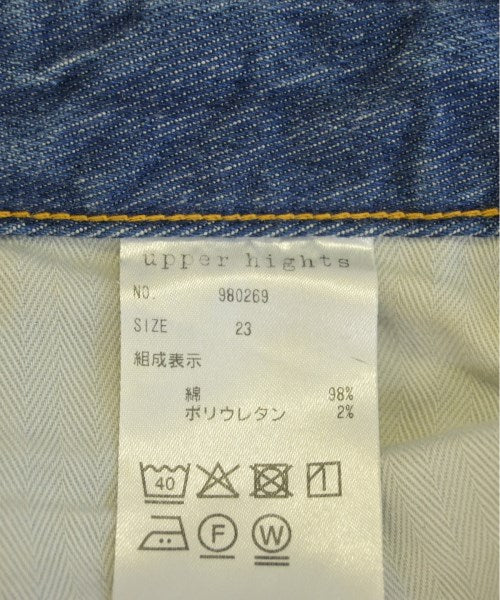 upper hights
NO. 980269
SIZE 23
組成表示
綿 98%
ポリウレタン 2%
40
F W